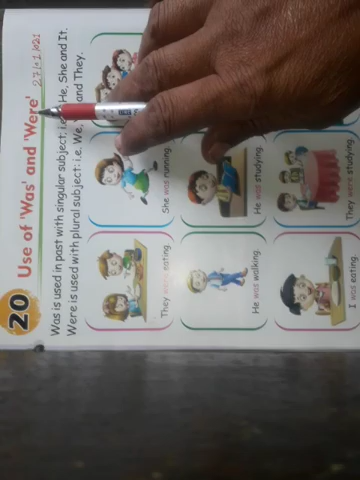 20 Use of 'Was' and 'Were' 27/01/2021
Was is used in past with singular subject; i.e. He, She and It.
Were is used with plural subject: i.e. We, and They.
They were eating.
She was running.
He was walking.
He was studying.
I was eating.
They were studying.